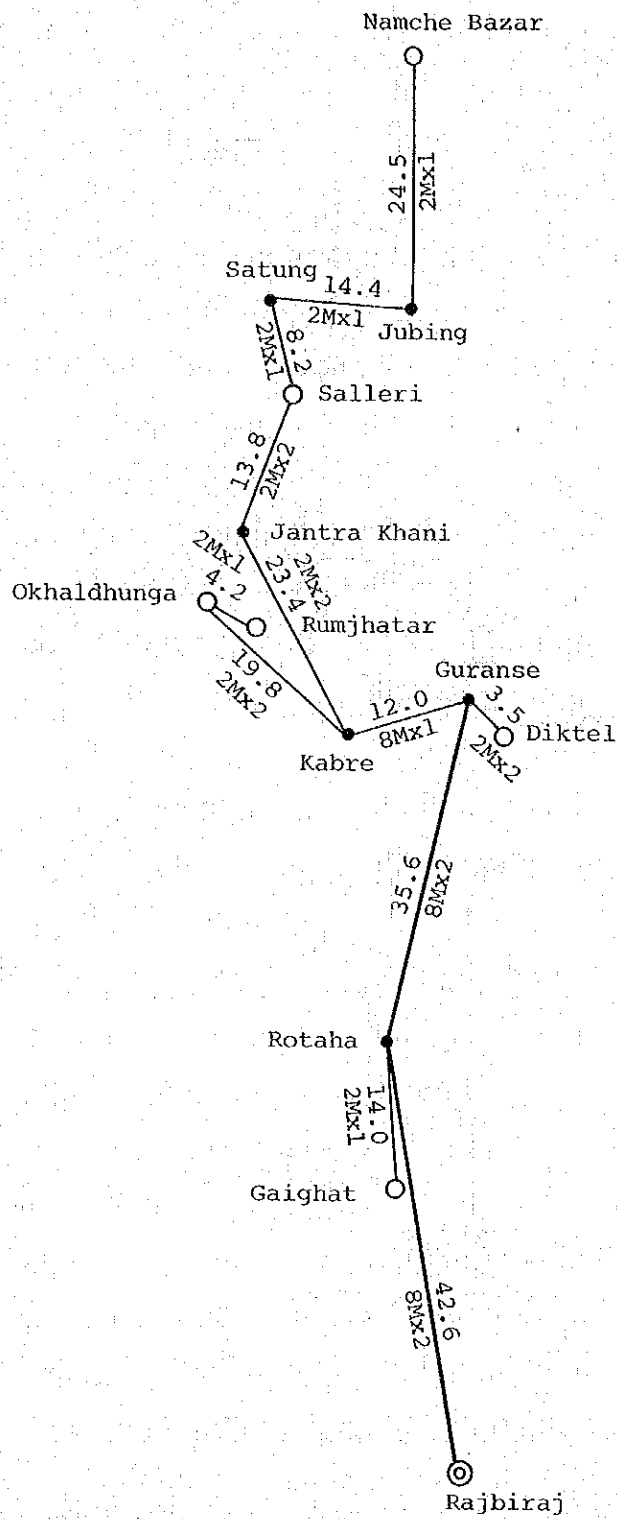 Namche Bazar
24.5
2Mx1
Satung
14.4
2Mx1
Jubing
8.2
2Mx1
Salleri
13.8
2Mx2
Jantra Khani
2Mx1
4.2
2Mx2
23.4
Okhaldhunga
Rumjhatar
19.8
2Mx2
Guranse
12.0
8Mx1
3.5
2Mx2
Diktel
Kabre
35.6
8Mx2
Rotaha
14.0
2Mx1
Gaighat
42.6
8Mx2
Rajbiraj